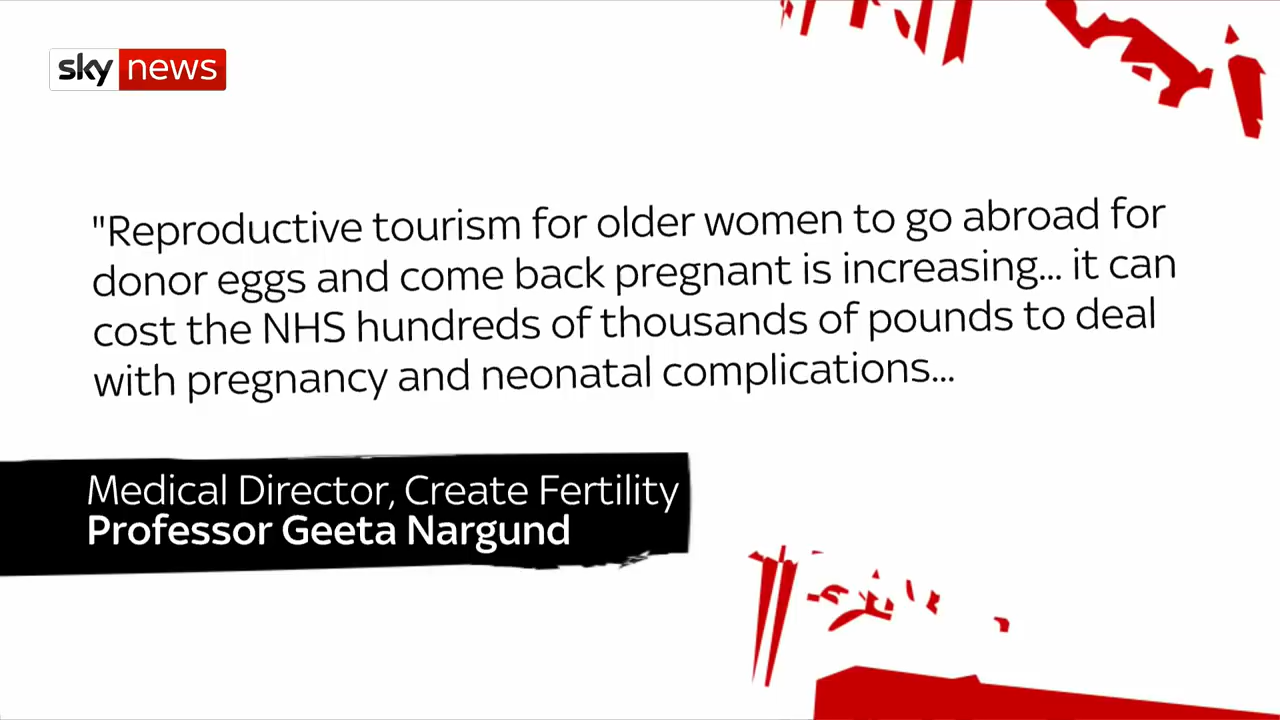 sky news
"Reproductive tourism for older women to go abroad for
donor eggs and come back pregnant is increasing... it can
cost the NHS hundreds of thousands of pounds to deal
with pregnancy and neonatal complications...
Medical Director, Create Fertility
Professor Geeta Nargund